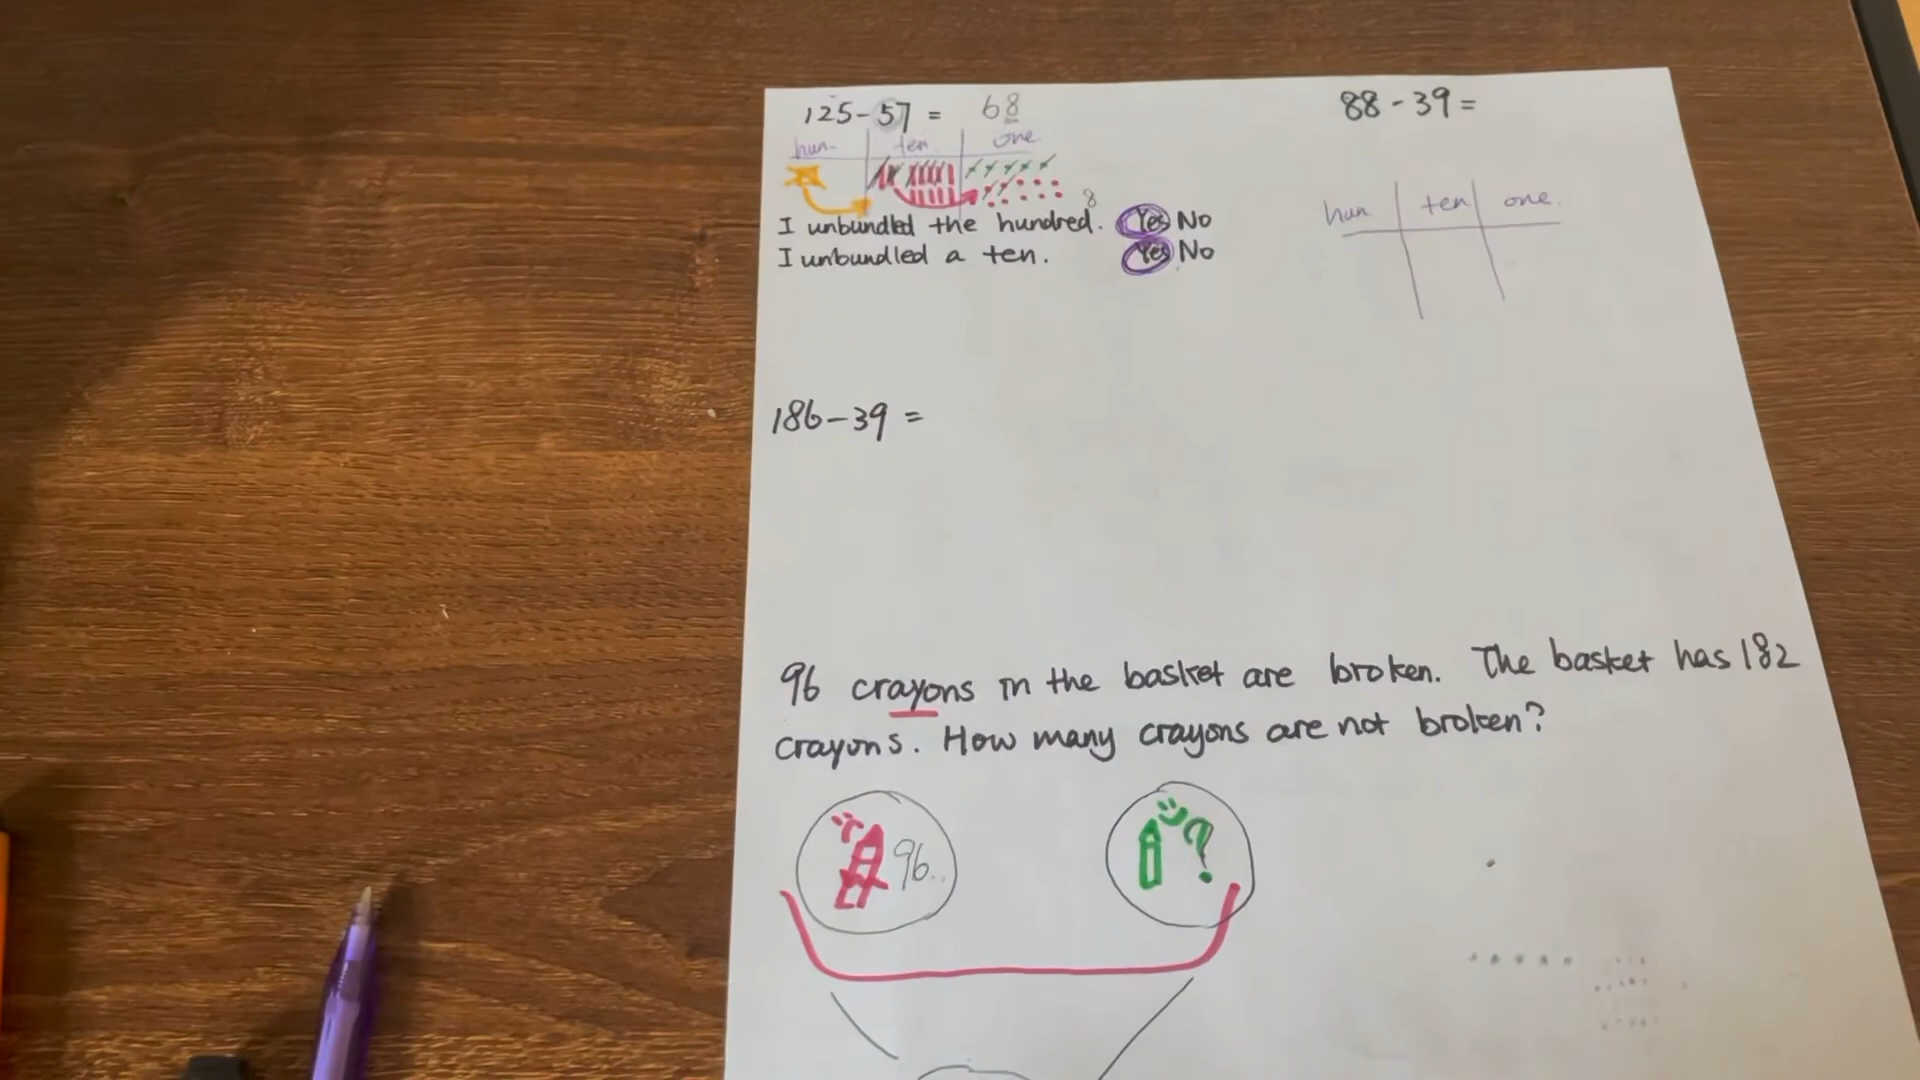 125-57 = 68
hun- ten one
8
I unbundled the hundred. Yes No
I unbundled a ten. Yes No
88-39=
hun ten one.
186-39 =
96 crayons in the basket are broken. The basket has 182
crayons. How many crayons are not broken?
96
?